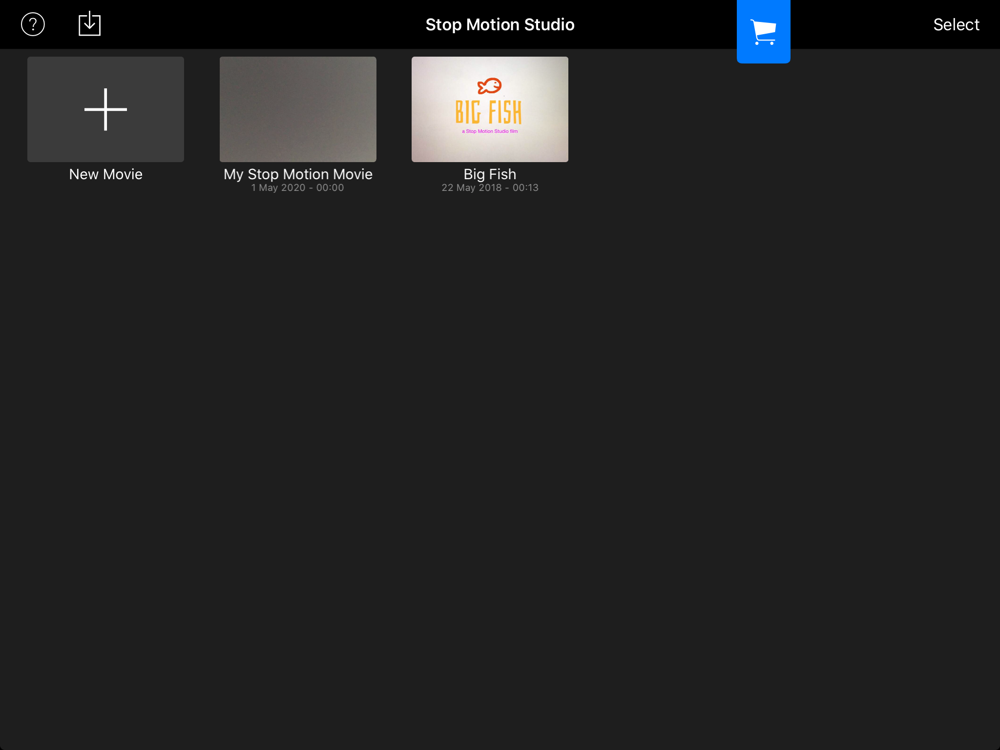 Stop Motion Studio
Select
BIG FISH
a Stop Motion Studio film
New Movie
My Stop Motion Movie
1 May 2020 - 00:00
Big Fish
22 May 2018 - 00:13